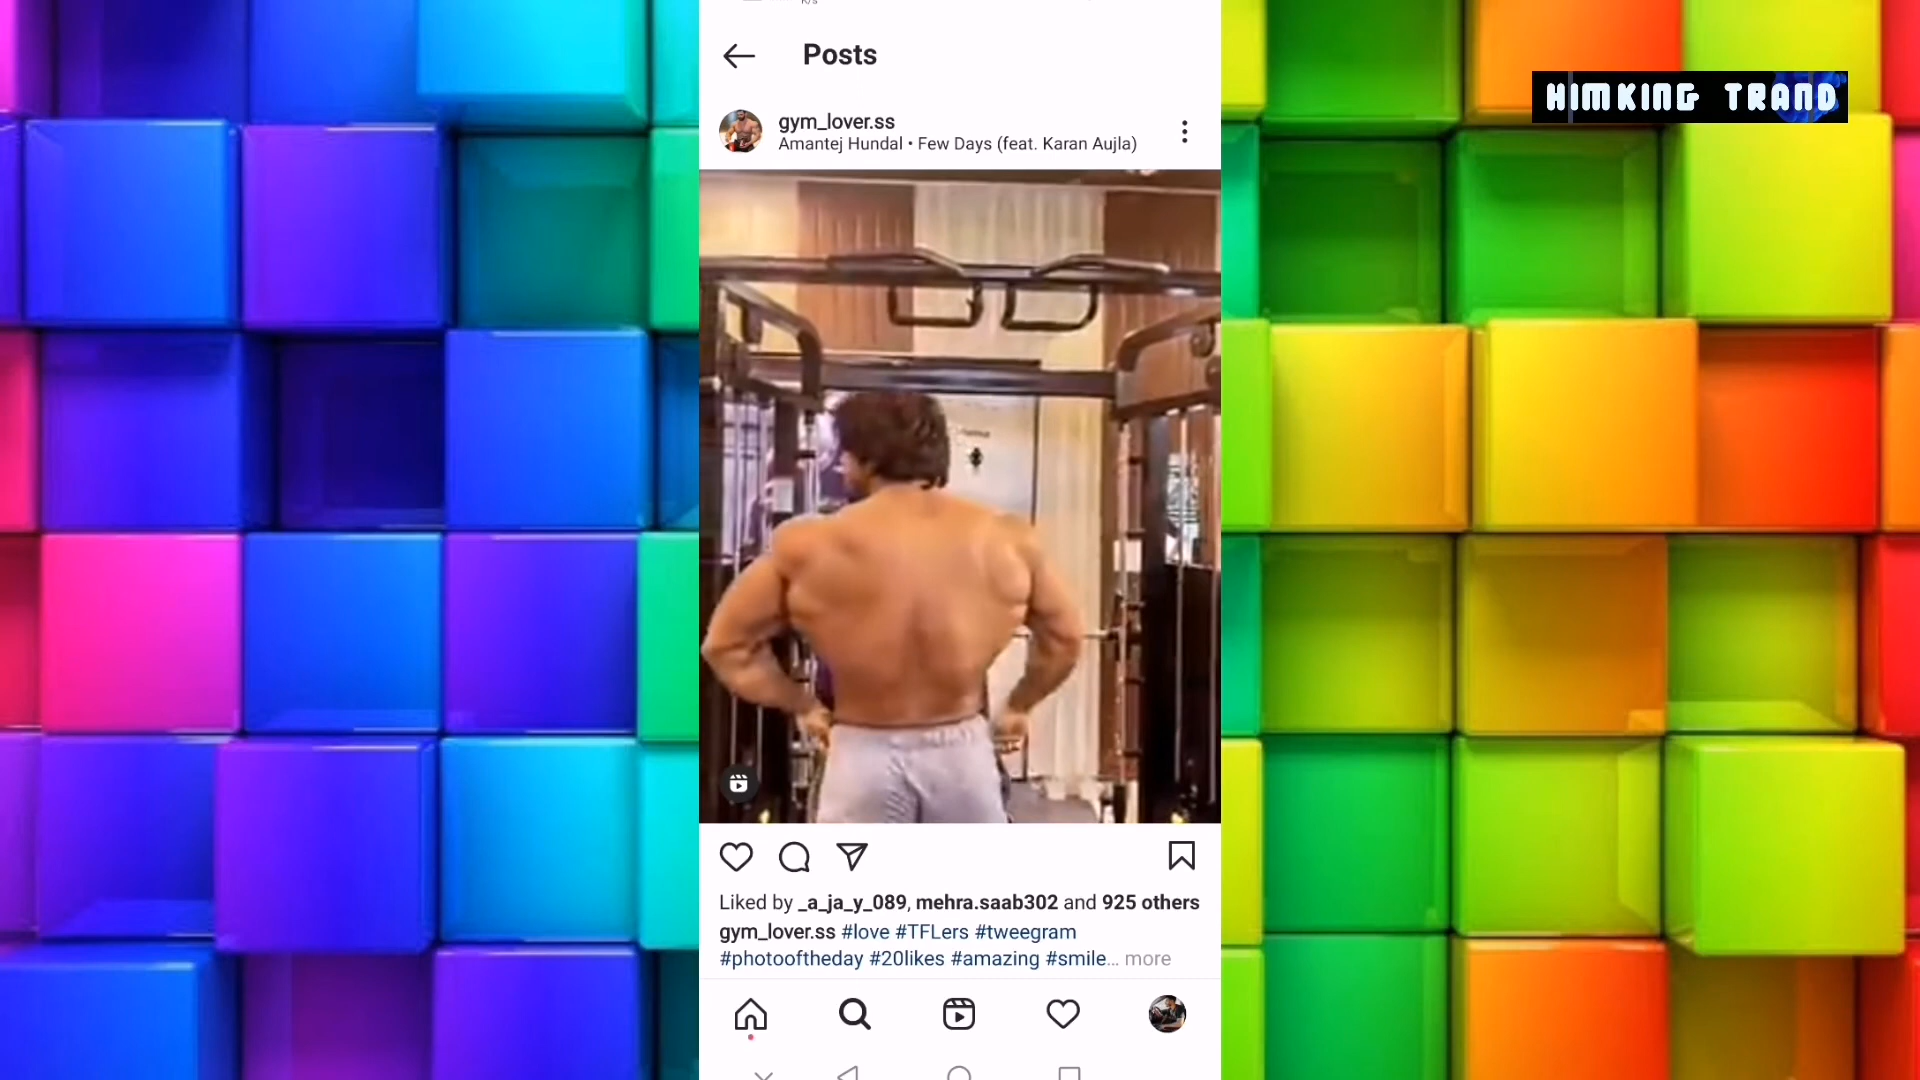 K/s
Posts
HIMKING TRAND
gym_lover.ss
Amantej Hundal • Few Days (feat. Karan Aujla)
Liked by _a_ja_y_089, mehra.saab302 and 925 others
gym_lover.ss #love #TFLers #tweegram
#photooftheday #20likes #amazing #smile... more